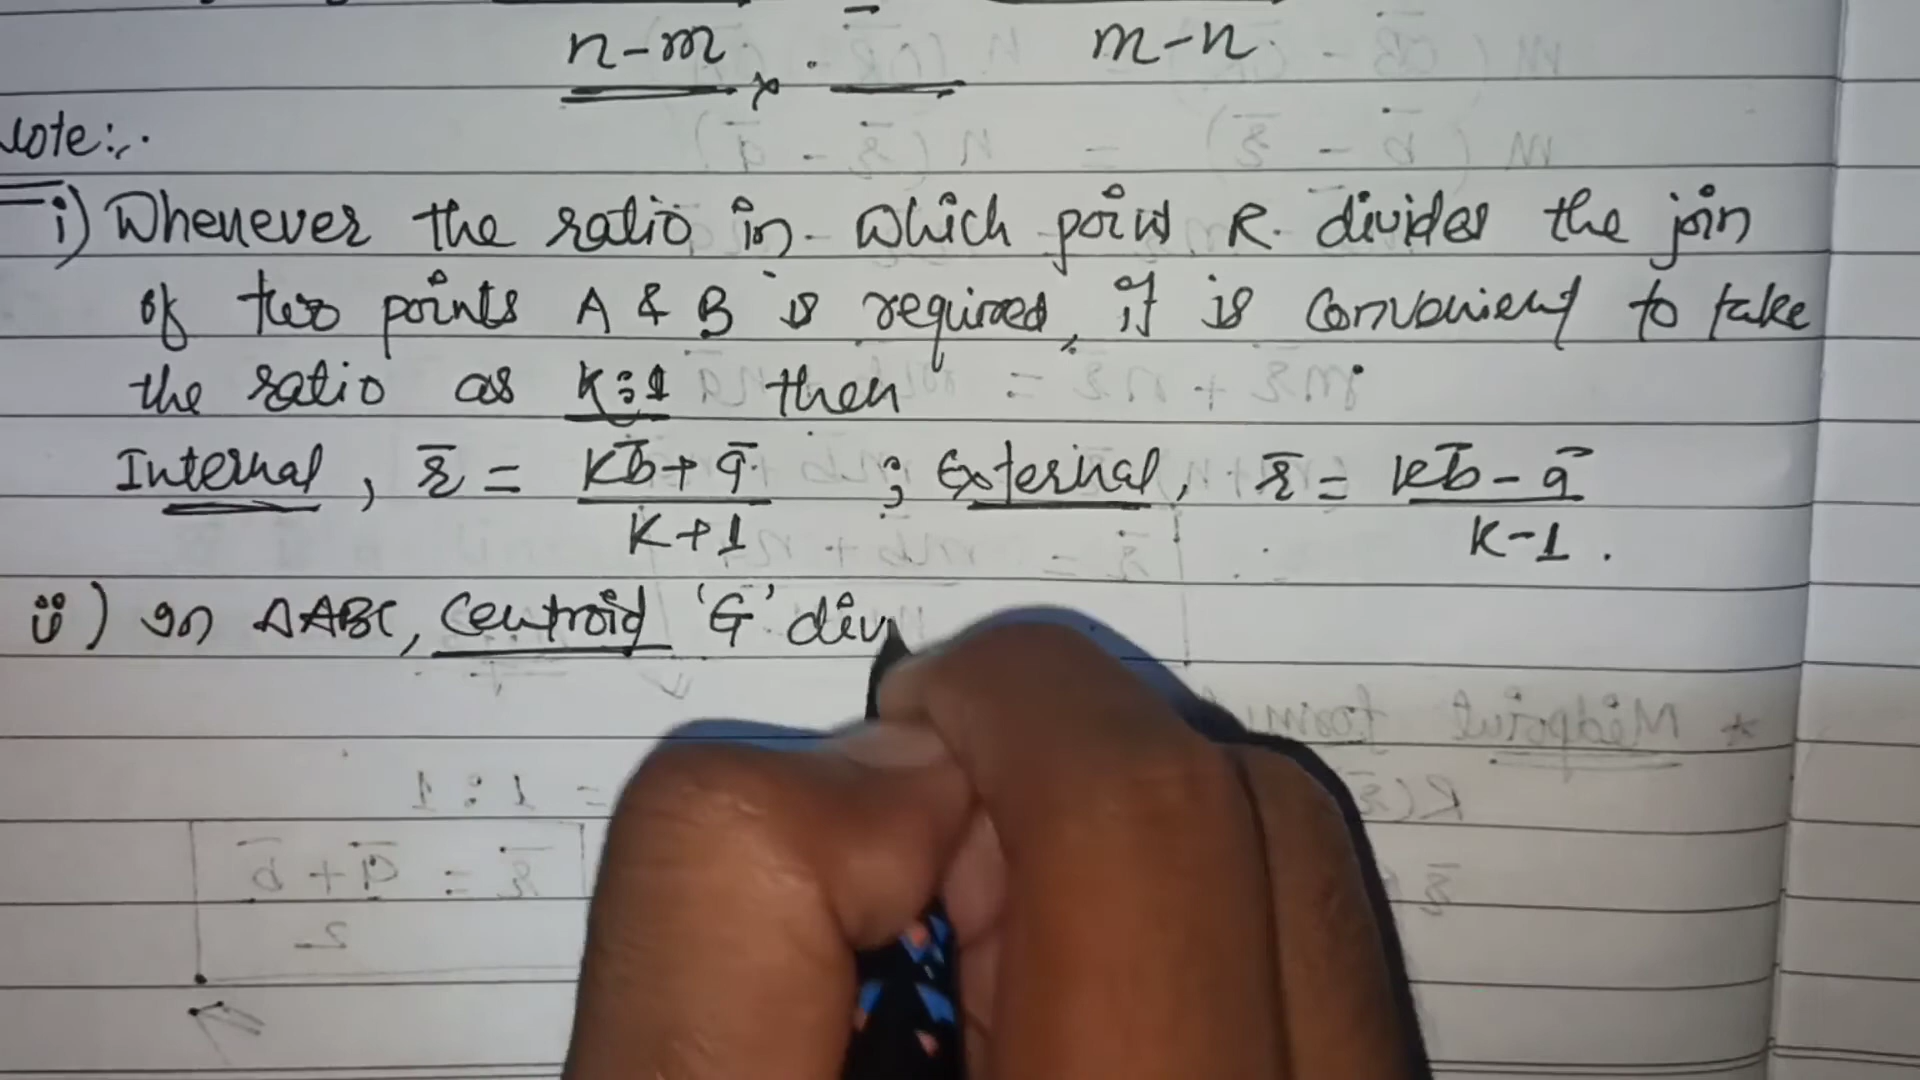 n-m m-n
Note:-
i) Whenever the ratio in which point R divides the join
of two points A & B is required, it is convenient to take
the ratio as K:1 then
Internal, r̄ = (Kb̄ + ā)/(K+1) ; External, r̄ = (Kb̄ - ā)/(K-1).
ii) In ΔABC, Centroid 'G' div